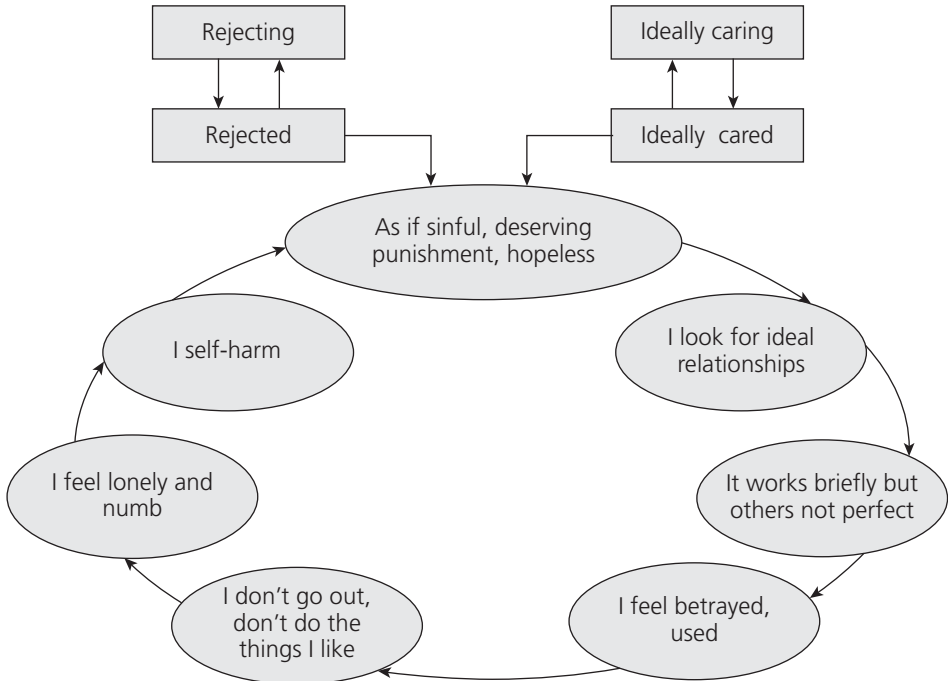 Rejecting
Ideally caring
Rejected
Ideally cared
As if sinful, deserving
punishment, hopeless
I look for ideal
relationships
It works briefly but
others not perfect
I feel betrayed,
used
I don’t go out,
don’t do the
things I like
I feel lonely and
numb
I self-harm